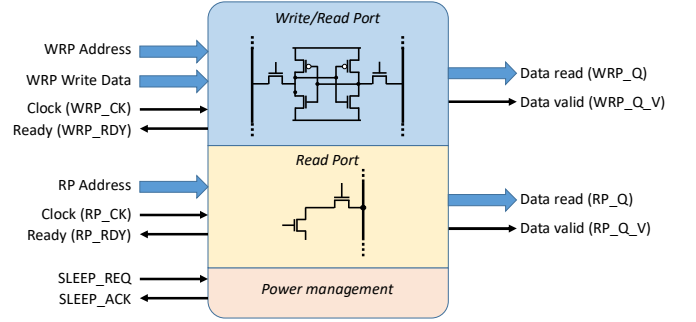 Write/Read Port
WRP Address
WRP Write Data
Clock (WRP_CK)
Ready (WRP_RDY)
Data read (WRP_Q)
Data valid (WRP_Q_V)
Read Port
RP Address
Clock (RP_CK)
Ready (RP_RDY)
Data read (RP_Q)
Data valid (RP_Q_V)
SLEEP_REQ
SLEEP_ACK
Power management